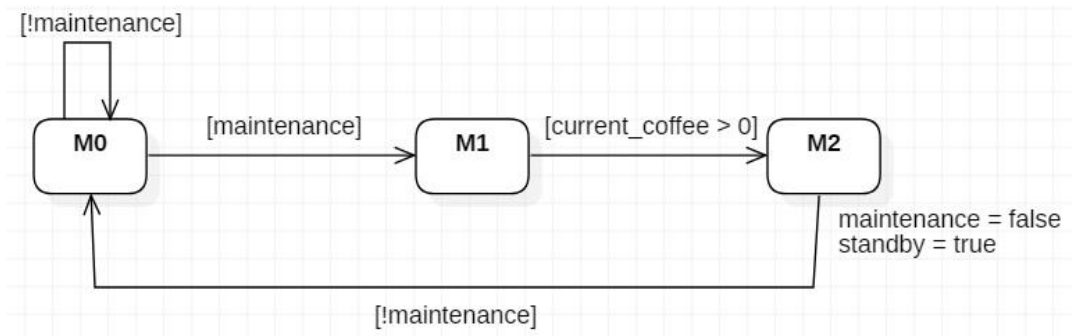 [!maintenance]
[maintenance]
[current_coffee > 0]
M0
M1
M2
maintenance = false
standby = true
[!maintenance]